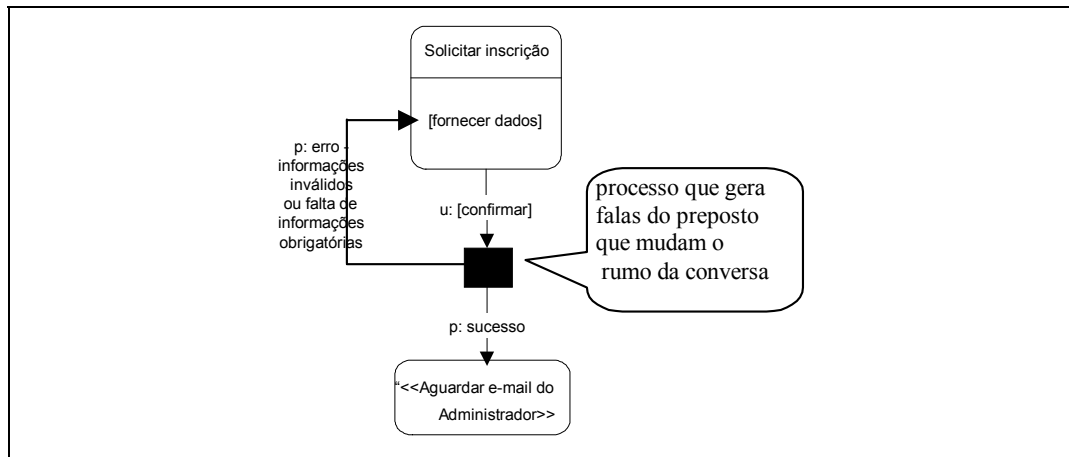 Solicitar inscrição
[fornecer dados]
p: erro -
informações
inválidos
ou falta de
informações
obrigatórias
u: [confirmar]
processo que gera
falas do preposto
que mudam o
rumo da conversa
p: sucesso
“<<Aguardar e-mail do
Administrador>>